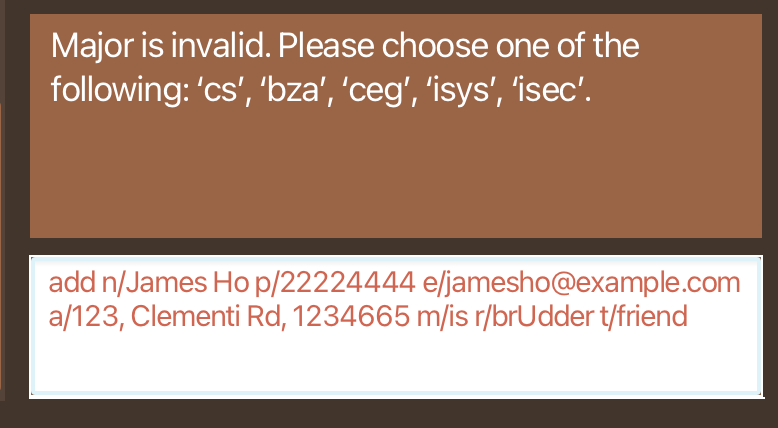 Major is invalid. Please choose one of the
following: ‘cs’, ‘bza’, ‘ceg’, ‘isys’, ‘isec’.
add n/James Ho p/22224444 e/jamesho@example.com
a/123, Clementi Rd, 1234665 m/is r/brUdder t/friend